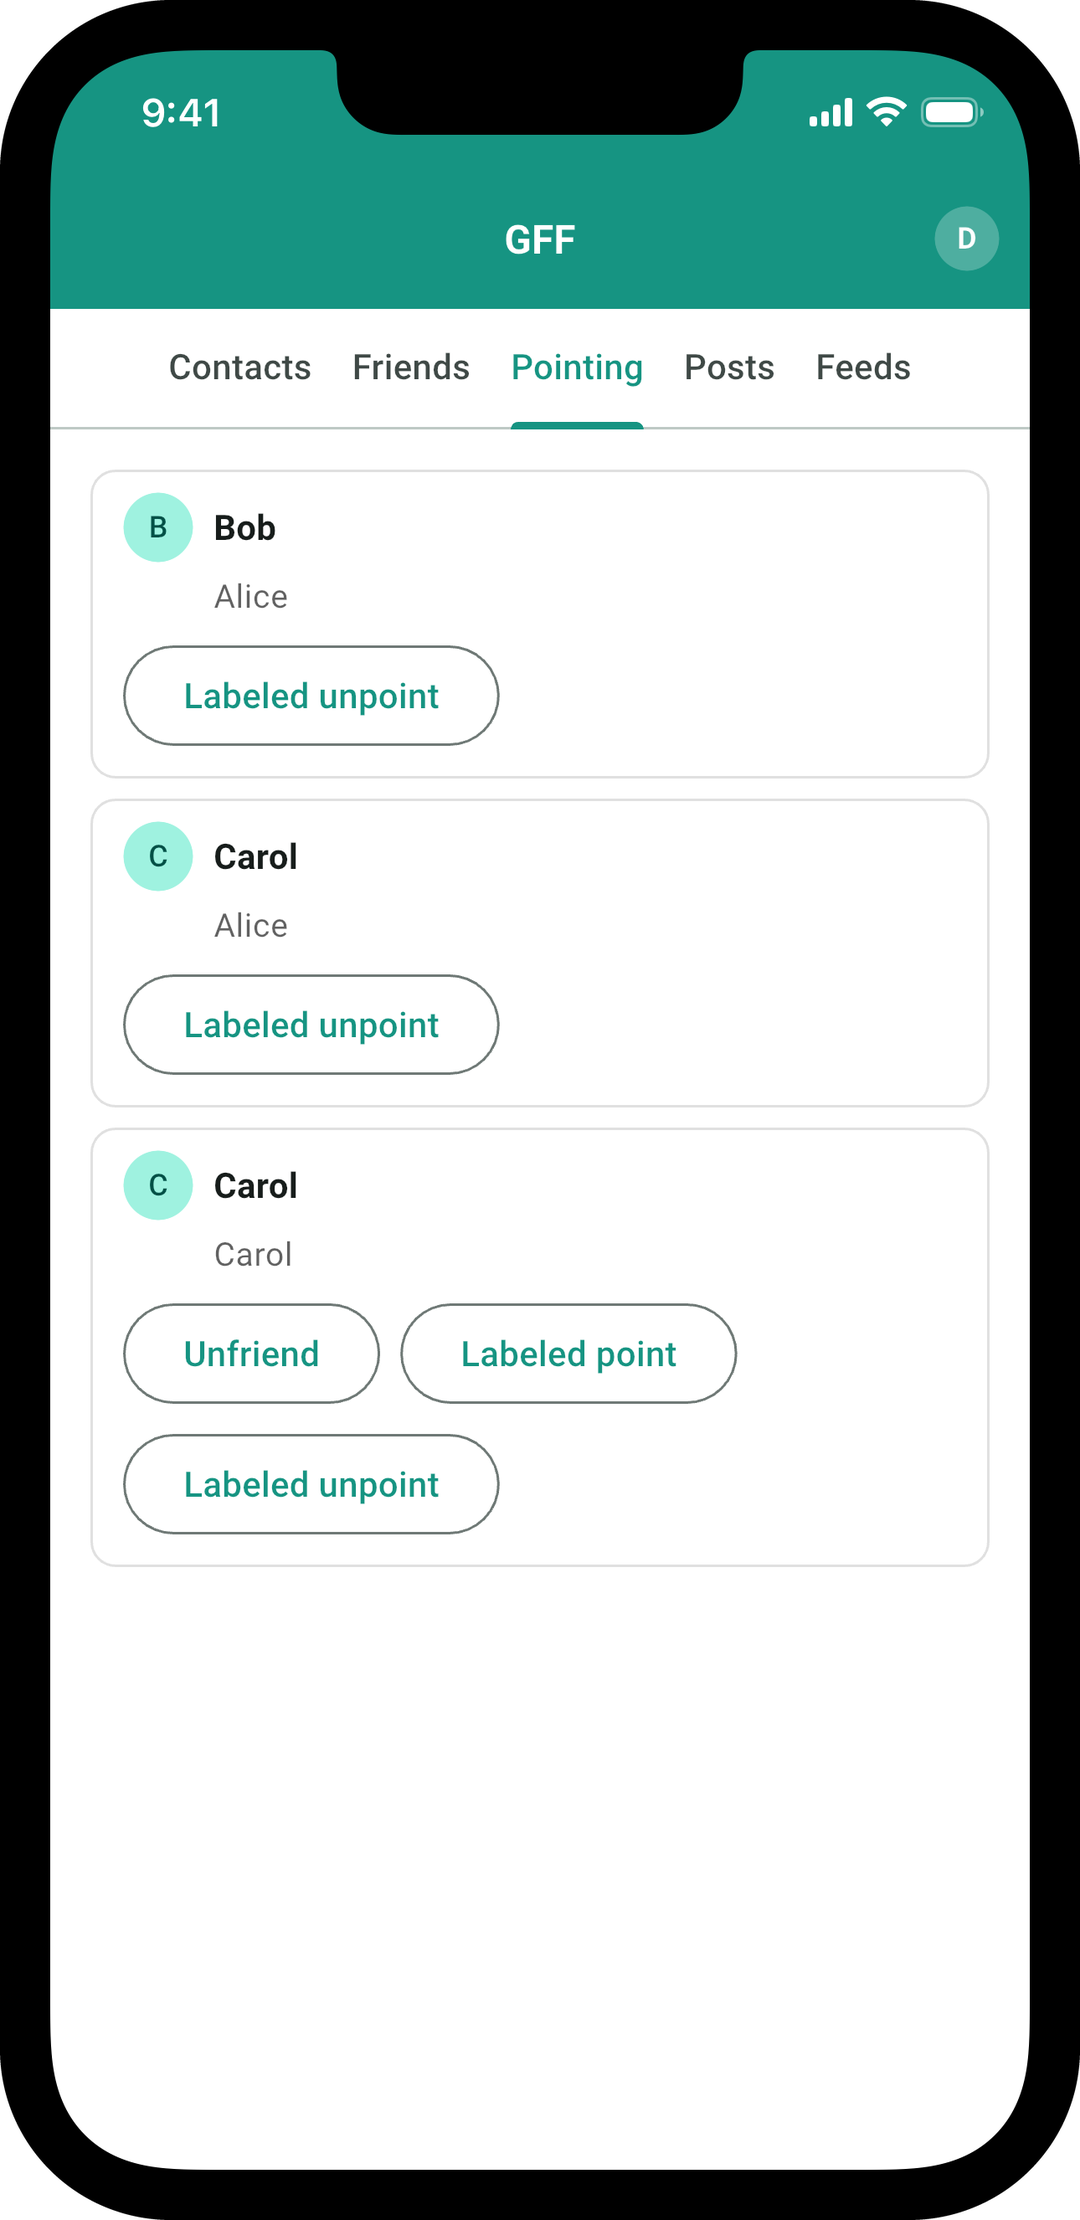 9:41
GFF
D
Contacts Friends Pointing Posts Feeds
B Bob
Alice
Labeled unpoint
C Carol
Alice
Labeled unpoint
C Carol
Carol
Unfriend Labeled point
Labeled unpoint